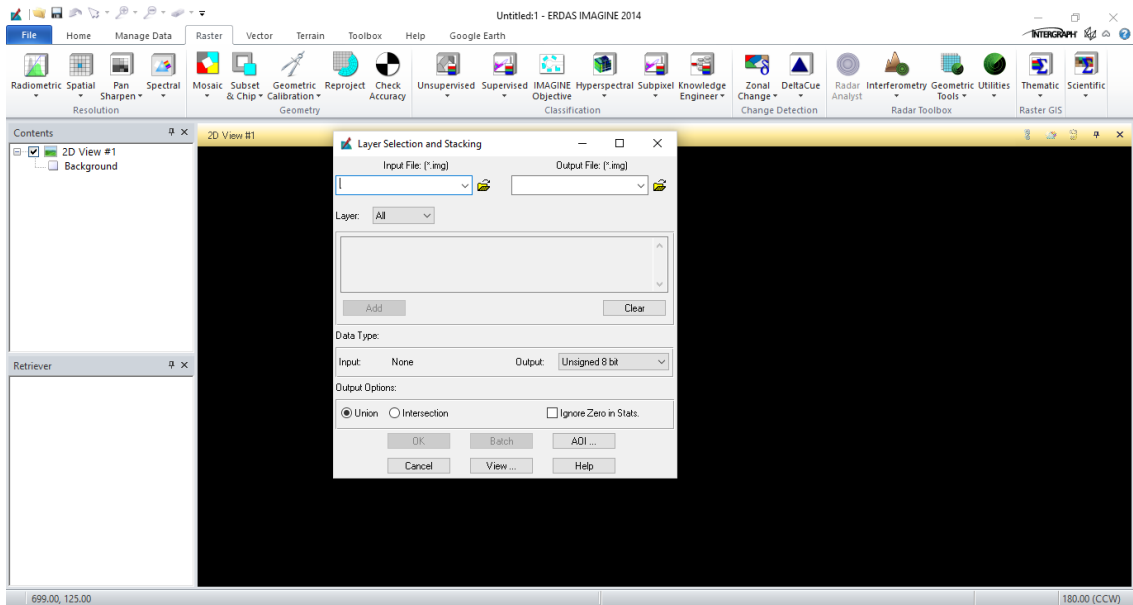 Untitled:1 - ERDAS IMAGINE 2014
File Home Manage Data Raster Vector Terrain Toolbox Help Google Earth INTERGRAPH
Radiometric Spatial Pan Sharpen Spectral Mosaic Subset & Chip Geometric Calibration Reproject Check Accuracy Unsupervised Supervised IMAGINE Objective Hyperspectral Subpixel Knowledge Engineer Zonal Change DeltaCue Radar Analyst Interferometry Geometric Tools Utilities Thematic Scientific
Resolution Geometry Classification Change Detection Radar Toolbox Raster GIS
Contents
2D View #1
Background
Retriever
2D View #1
Layer Selection and Stacking
Input File: (*.img) Output File: (*.img)
Layer: All
Add Clear
Data Type:
Input: None Output: Unsigned 8 bit
Output Options:
Union Intersection Ignore Zero in Stats.
OK Batch AOI ...
Cancel View ... Help
699.00, 125.00 180.00 (CCW)